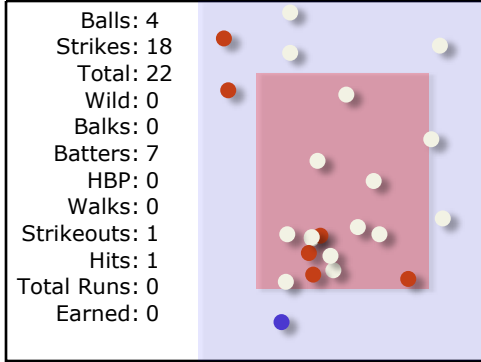 Balls: 4
Strikes: 18
Total: 22
Wild: 0
Balks: 0
Batters: 7
HBP: 0
Walks: 0
Strikeouts: 1
Hits: 1
Total Runs: 0
Earned: 0